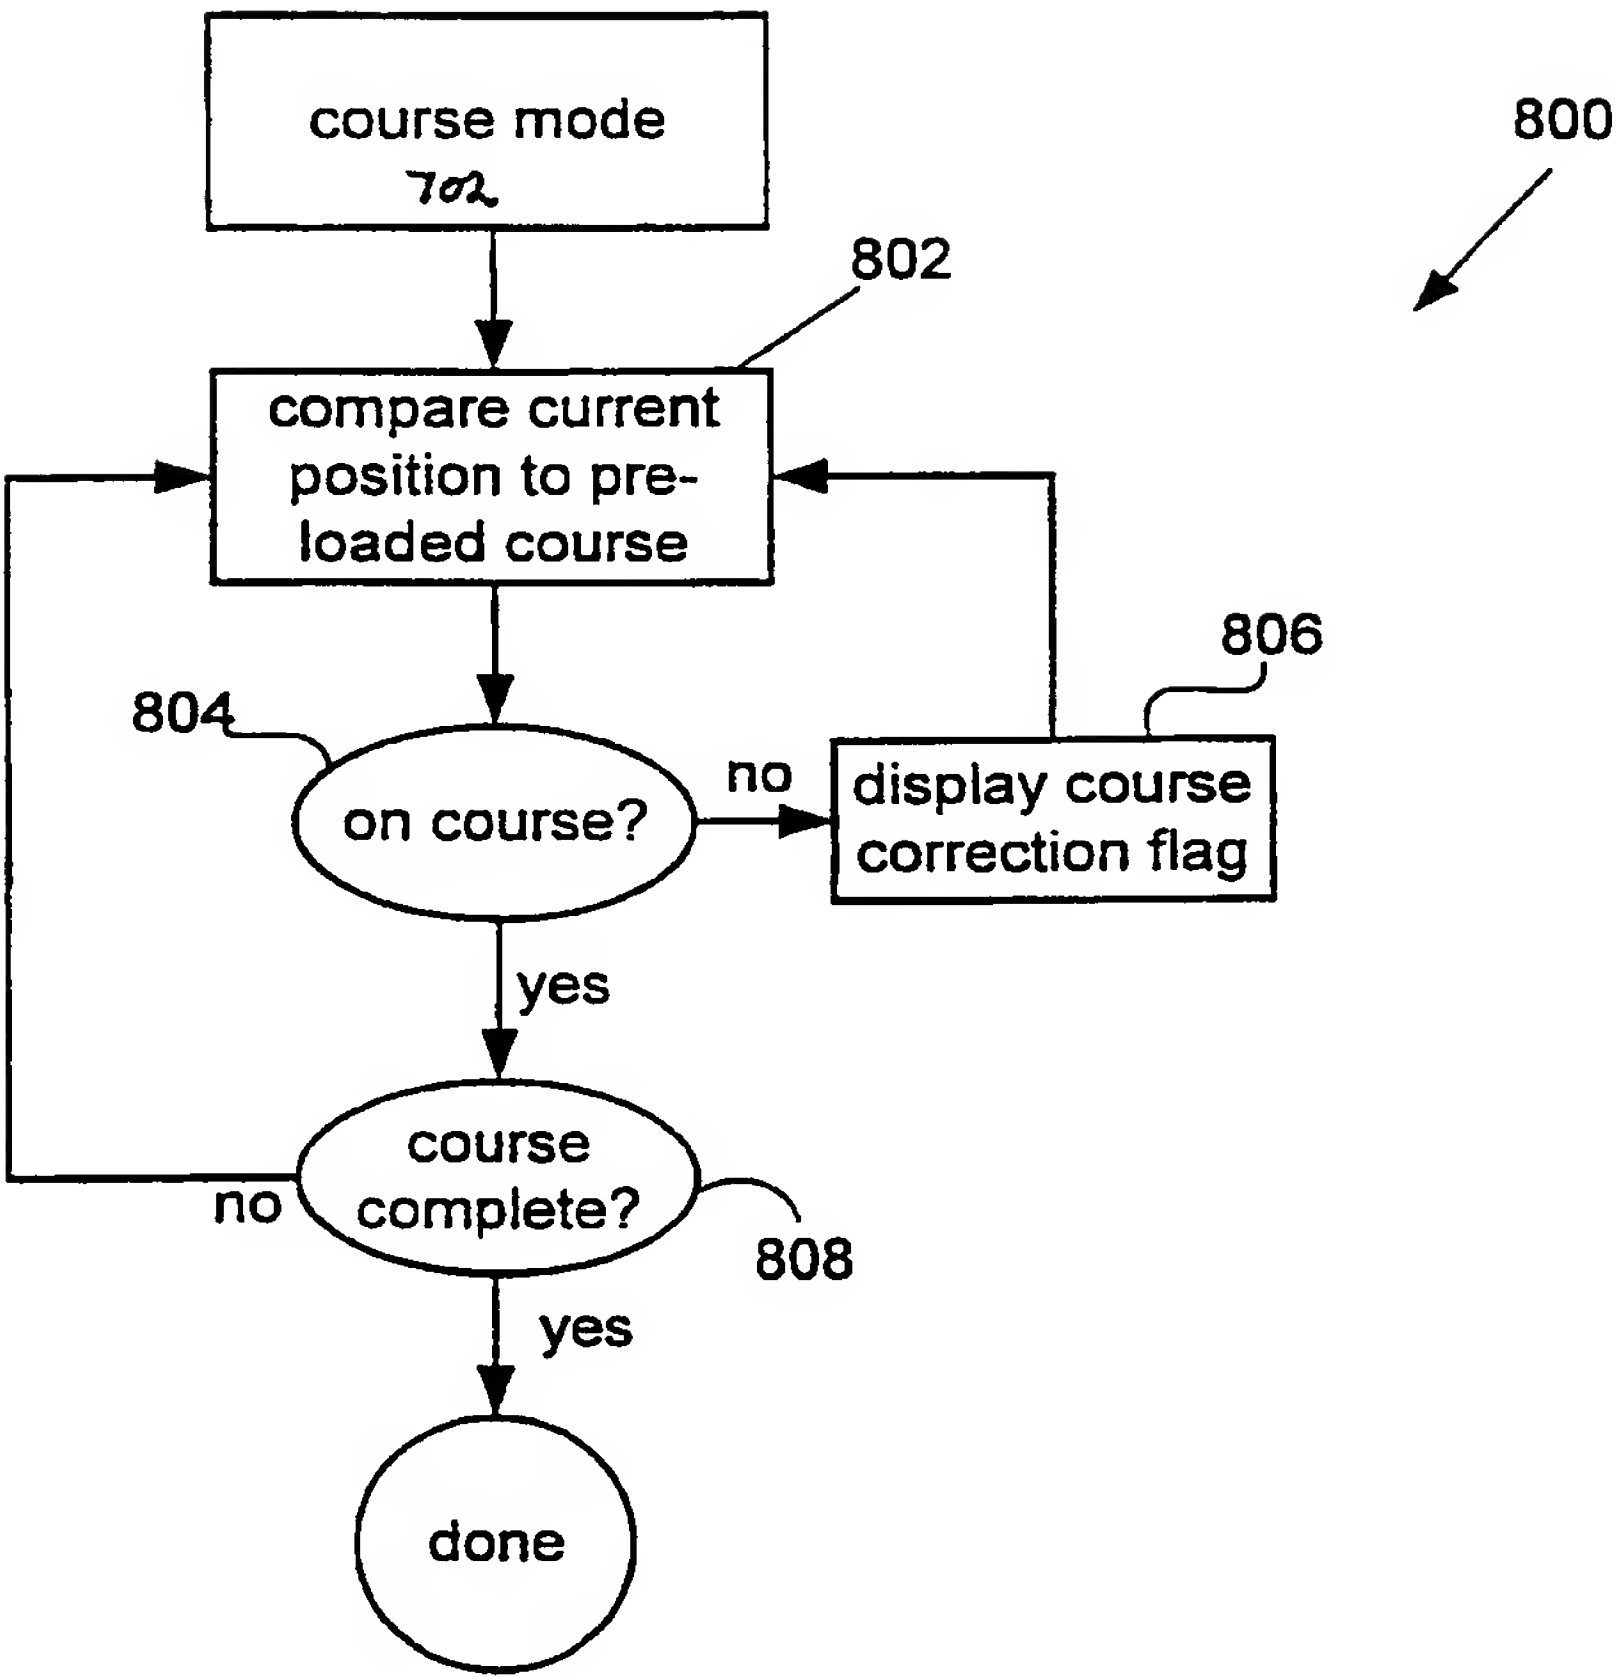 course mode
702
800
802
compare current
position to pre-
loaded course
806
804
no
display course
correction flag
on course?
yes
course
complete?
no
808
yes
done